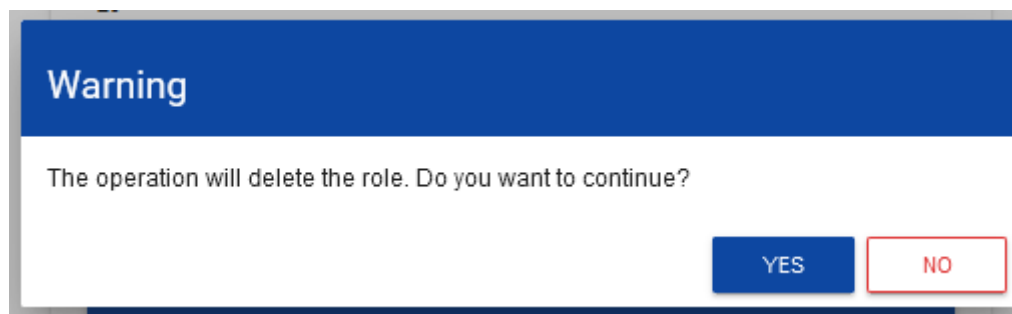 Warning
The operation will delete the role. Do you want to continue?
YES
NO